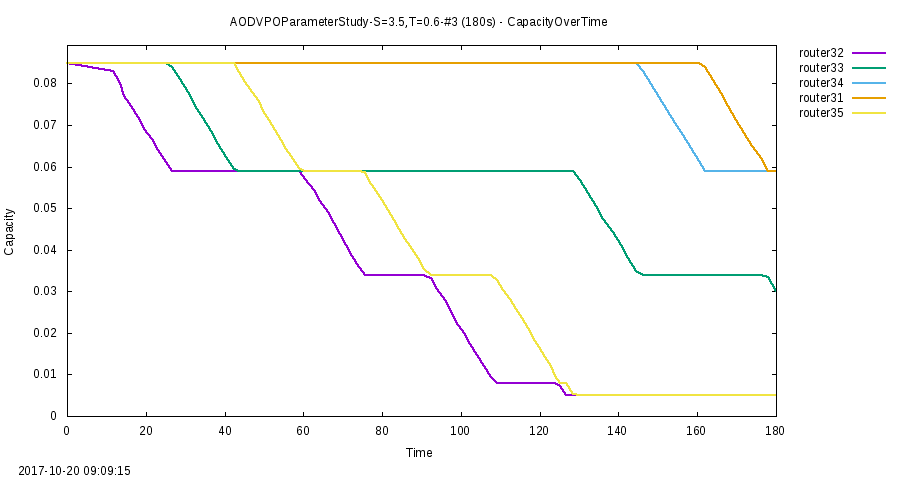 AODVPOParameterStudy-S=3.5,T=0.6-#3 (180s) - CapacityOverTime
router32
router33
router34
router31
router35
0.08
0.07
0.06
0.05
0.04
0.03
0.02
0.01
0
Capacity
0 20 40 60 80 100 120 140 160 180
Time
2017-10-20 09:09:15